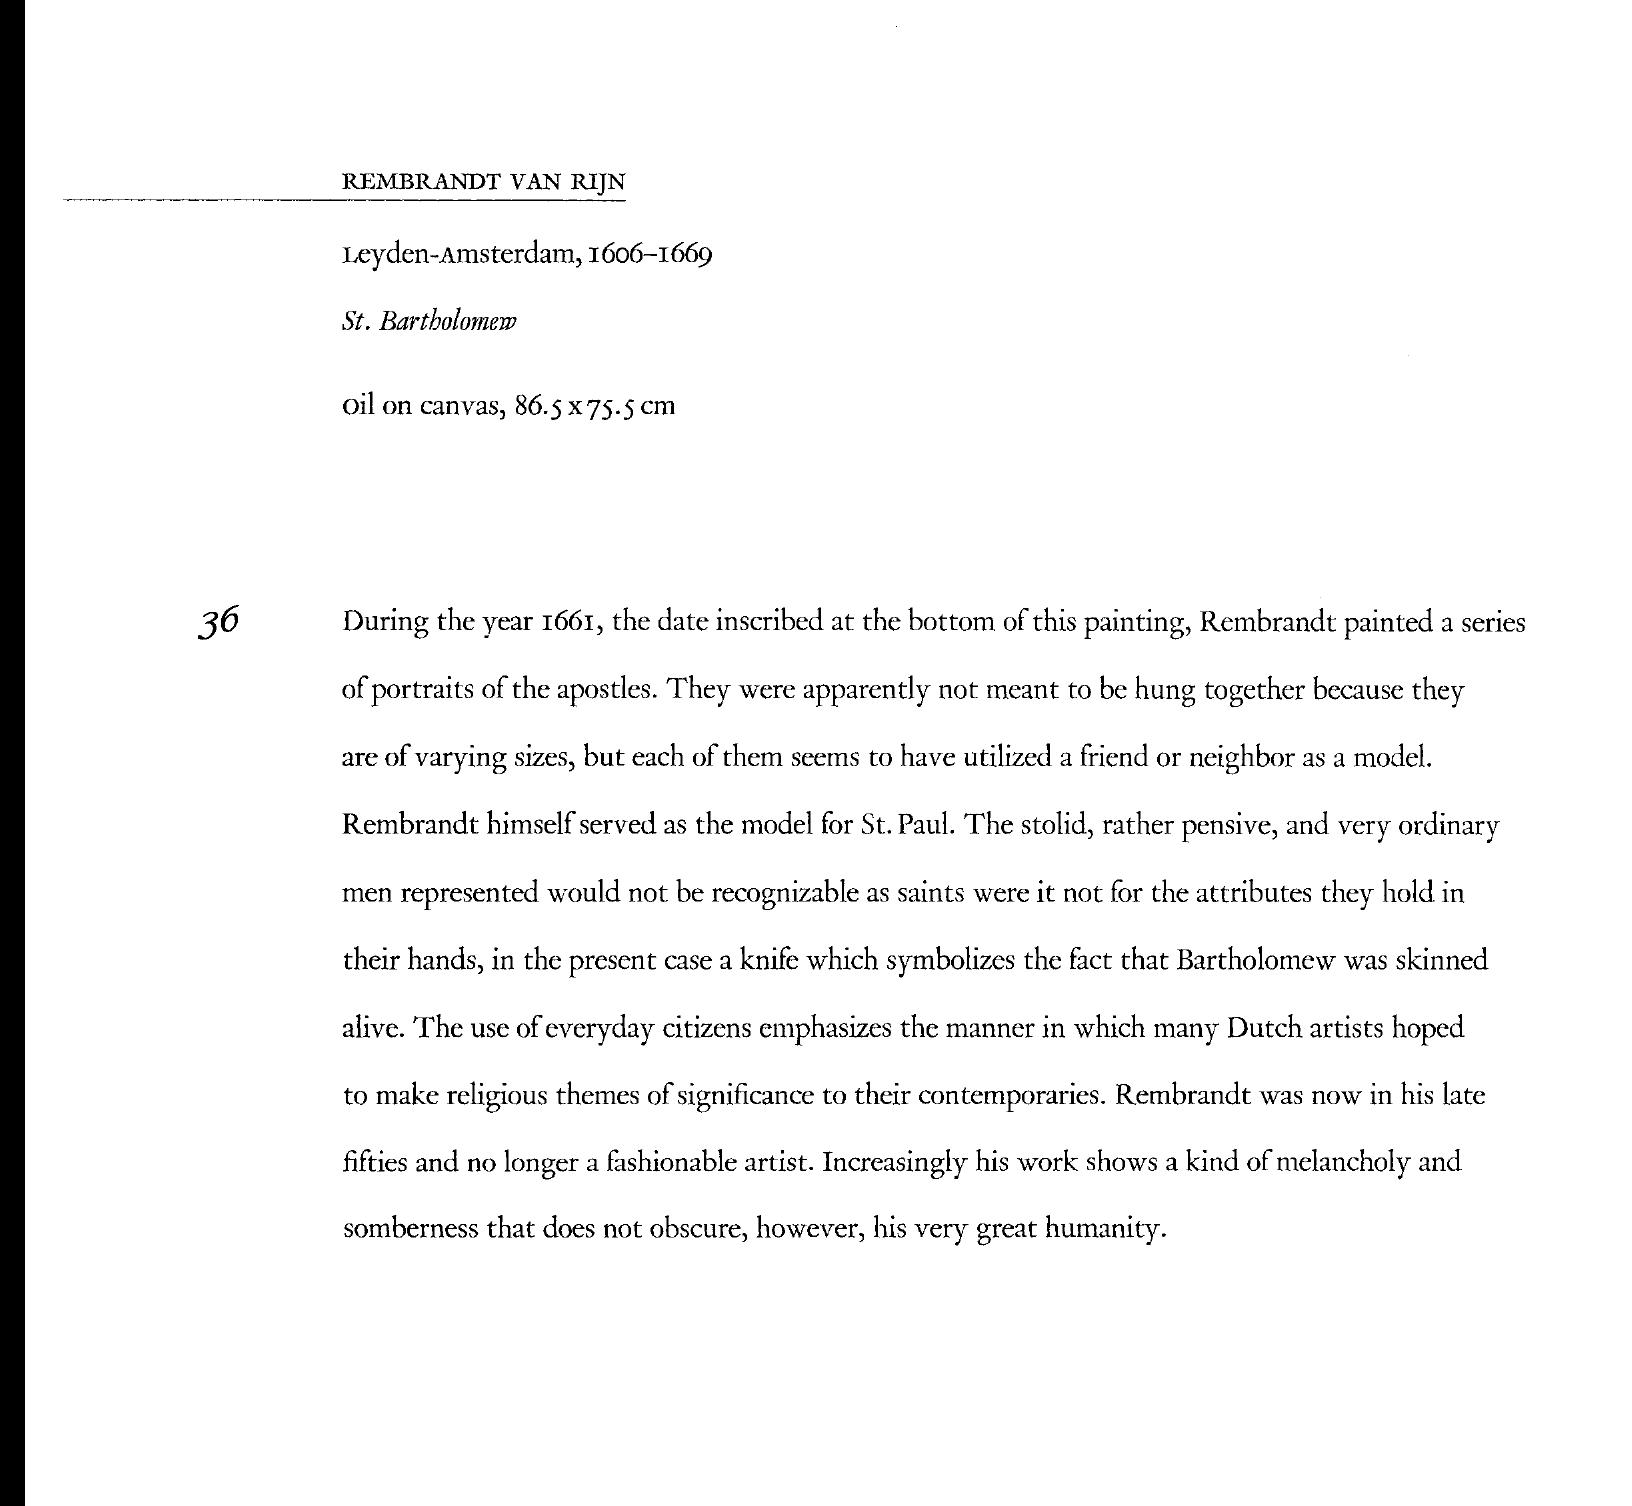 REMBRANDT VAN RIJN
Leyden-Amsterdam, 1606–1669
St. Bartholomew
Oil on canvas, 86.5 x 75.5 cm
36
During the year 1661, the date inscribed at the bottom of this painting, Rembrandt painted a series
of portraits of the apostles. They were apparently not meant to be hung together because they
are of varying sizes, but each of them seems to have utilized a friend or neighbor as a model.
Rembrandt himself served as the model for St. Paul. The stolid, rather pensive, and very ordinary
men represented would not be recognizable as saints were it not for the attributes they hold in
their hands, in the present case a knife which symbolizes the fact that Bartholomew was skinned
alive. The use of everyday citizens emphasizes the manner in which many Dutch artists hoped
to make religious themes of significance to their contemporaries. Rembrandt was now in his late
fifties and no longer a fashionable artist. Increasingly his work shows a kind of melancholy and
somberness that does not obscure, however, his very great humanity.